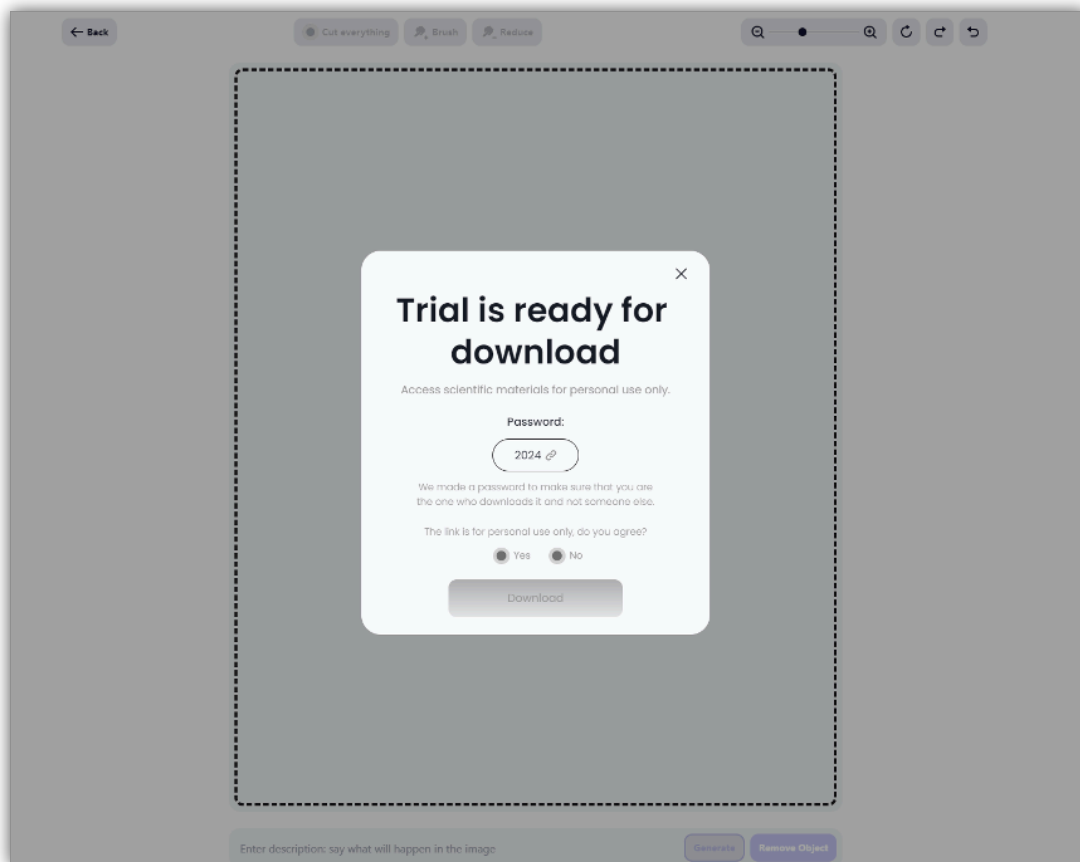 Back
Cut everything
Brush
Reduce
Trial is ready for
download
Access scientific materials for personal use only.
Password:
2024
We made a password to make sure that you are
the one who downloads it and not someone else.
The link is for personal use only, do you agree?
Yes
No
Download
Enter description: say what will happen in the image
Generate
Remove Object